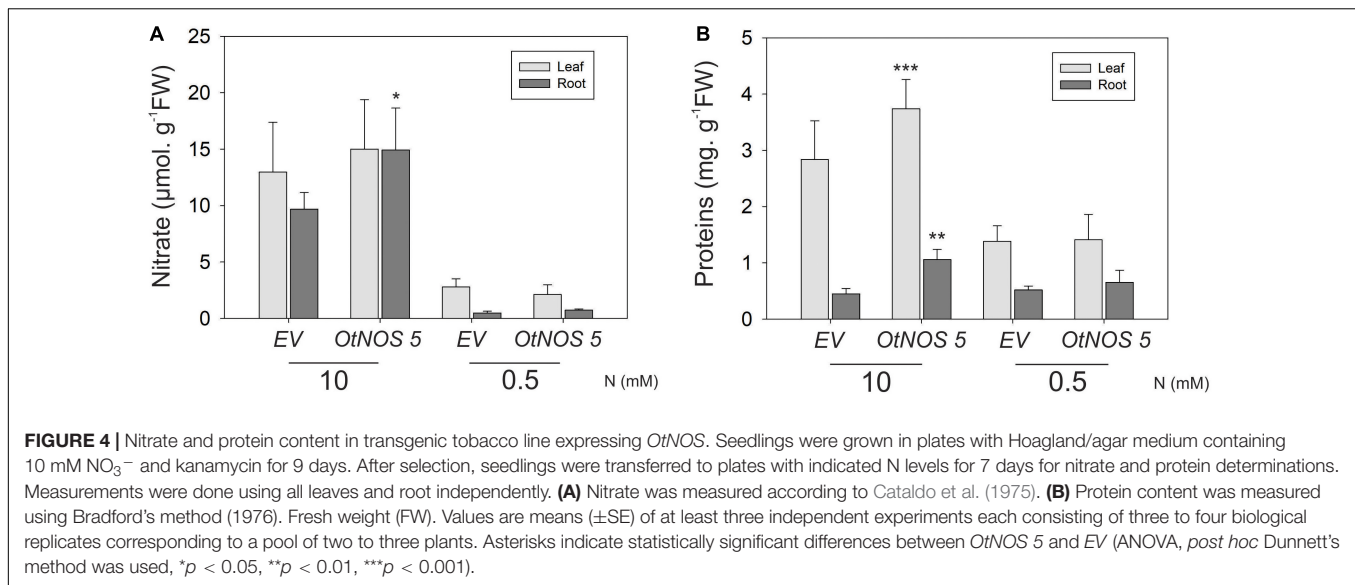 A
25
20
15
10
5
0
Nitrate (µmol. g⁻¹FW)
Leaf
Root
*
EV OtNOS 5 EV OtNOS 5
10 0.5 N (mM)
B
5
4
3
2
1
0
Proteins (mg. g⁻¹FW)
Leaf
Root
***
**
EV OtNOS 5 EV OtNOS 5
10 0.5 N (mM)
FIGURE 4 | Nitrate and protein content in transgenic tobacco line expressing OtNOS. Seedlings were grown in plates with Hoagland/agar medium containing
10 mM NO₃⁻ and kanamycin for 9 days. After selection, seedlings were transferred to plates with indicated N levels for 7 days for nitrate and protein determinations.
Measurements were done using all leaves and root independently. (A) Nitrate was measured according to Cataldo et al. (1975). (B) Protein content was measured
using Bradford's method (1976). Fresh weight (FW). Values are means (±SE) of at least three independent experiments each consisting of three to four biological
replicates corresponding to a pool of two to three plants. Asterisks indicate statistically significant differences between OtNOS 5 and EV (ANOVA, post hoc Dunnett's
method was used, *p < 0.05, **p < 0.01, ***p < 0.001).